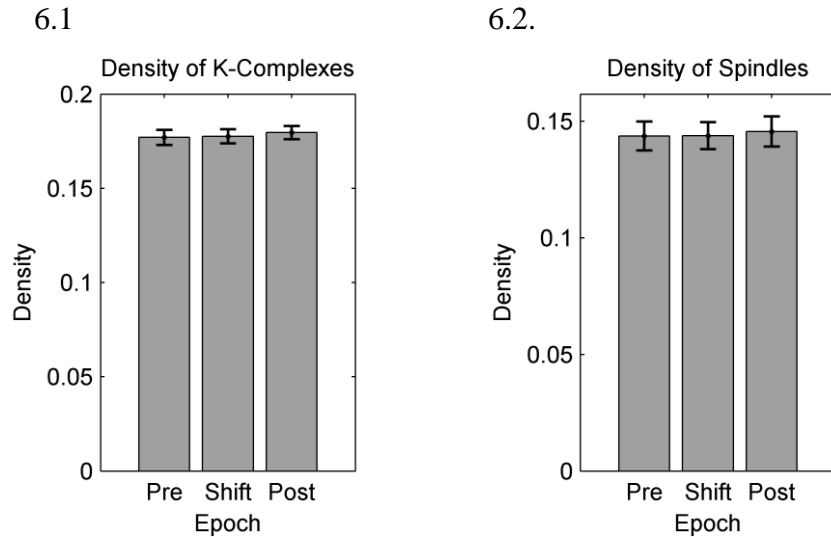 6.1
Density of K-Complexes
0.2
0.15
0.1
0.05
0
Density
Pre Shift Post
Epoch
6.2.
Density of Spindles
0.15
0.1
0.05
0
Density
Pre Shift Post
Epoch